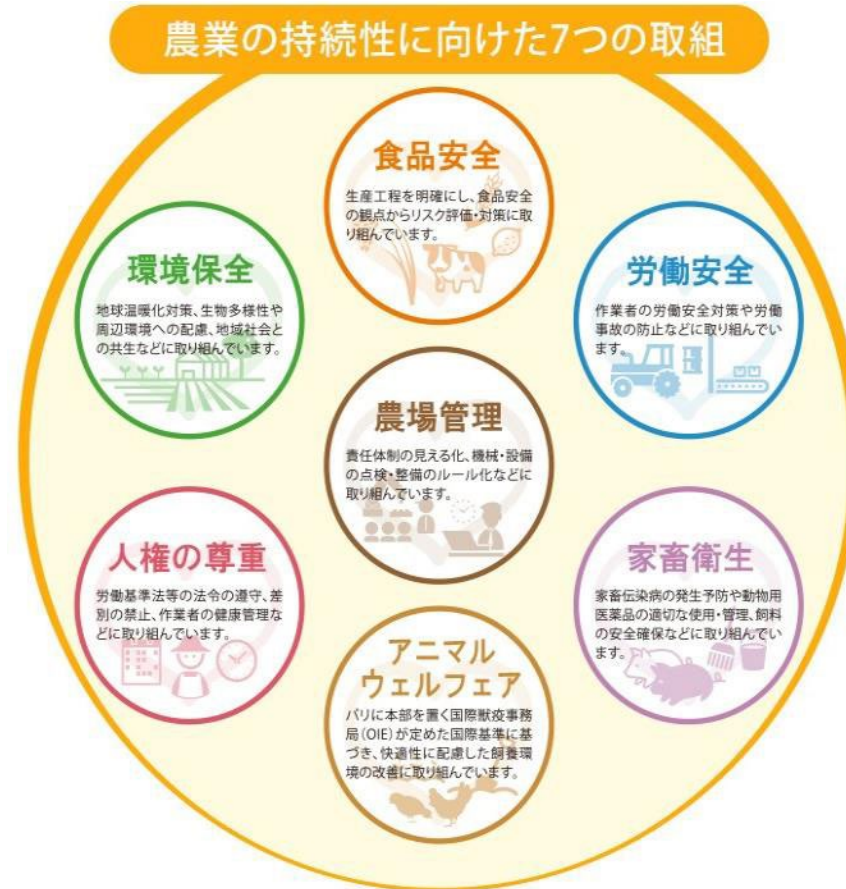 農業の持続性に向けた7つの取組
食品安全
生産工程を明確にし、食品安全
の観点からリスク評価・対策に取
り組んでいます。
環境保全
地球温暖化対策、生物多様性や
周辺環境への配慮、地域社会と
の共生などに取り組んでいます。
労働安全
作業者の労働安全対策や労働
事故の防止などに取り組んでい
ます。
農場管理
責任体制の見える化、機械・設備
の点検・整備のルール化などに
取り組んでいます。
人権の尊重
労働基準法等の法令の遵守、差
別の禁止、作業者の健康管理な
どに取り組んでいます。
家畜衛生
家畜伝染病の発生予防や動物用
医薬品の適切な使用・管理、飼料
の安全確保などに取り組んでい
ます。
アニマル
ウェルフェア
パリに本部を置く国際獣疫事務
局(OIE)が定めた国際基準に基
づき、快適性に配慮した飼養環
境の改善に取り組んでいます。